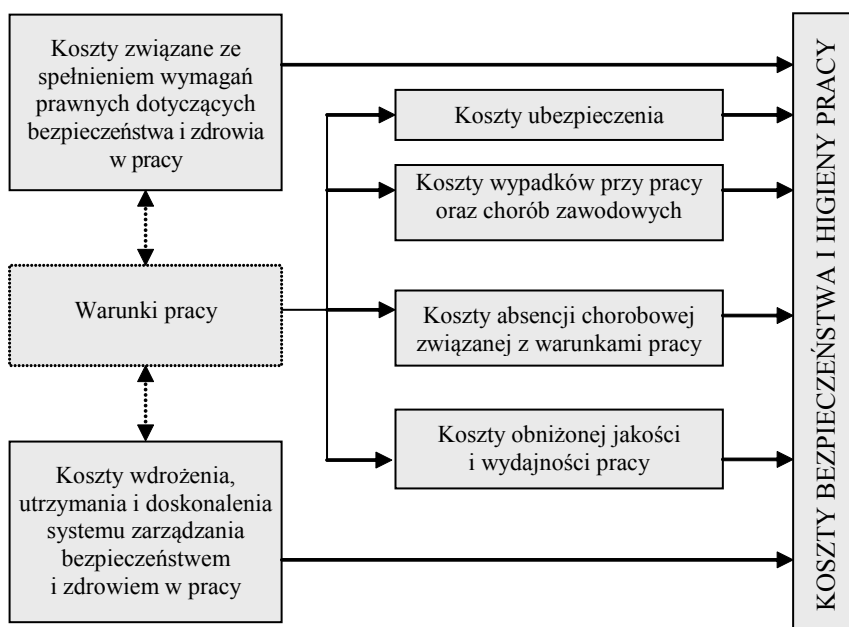 Koszty związane ze
spełnieniem wymagań
prawnych dotyczących
bezpieczeństwa i zdrowia
w pracy
Warunki pracy
Koszty wdrożenia,
utrzymania i doskonalenia
systemu zarządzania
bezpieczeństwem
i zdrowiem w pracy
Koszty ubezpieczenia
Koszty wypadków przy pracy
oraz chorób zawodowych
Koszty absencji chorobowej
związanej z warunkami pracy
Koszty obniżonej jakości
i wydajności pracy
KOSZTY BEZPIECZEŃSTWA I HIGIENY PRACY